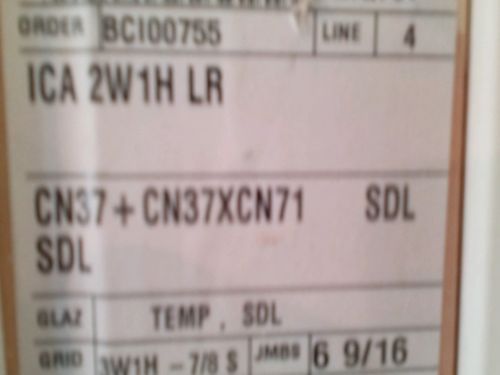 ORDER BCI00755 LINE 4
ICA 2W1H LR
CN37+CN37XCN71 SDL
SDL
GLAZ TEMP, SDL
GRID 3W1H -7/8 S JMBS 6 9/16